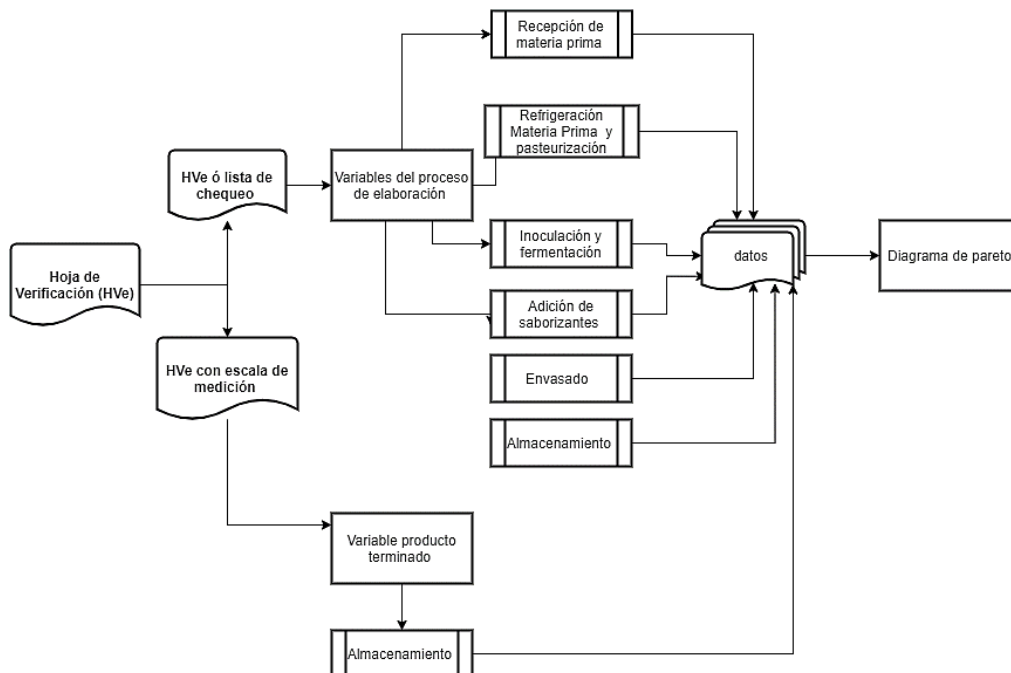 Recepción de
materia prima
Refrigeración
Materia Prima y
pasteurización
HVe ó lista de
chequeo
Variables del proceso
de elaboración
Hoja de
Verificación (HVe)
Inoculación y
fermentación
datos
Diagrama de pareto
Adición de
saborizantes
HVe con escala de
medición
Envasado
Almacenamiento
Variable producto
terminado
Almacenamiento